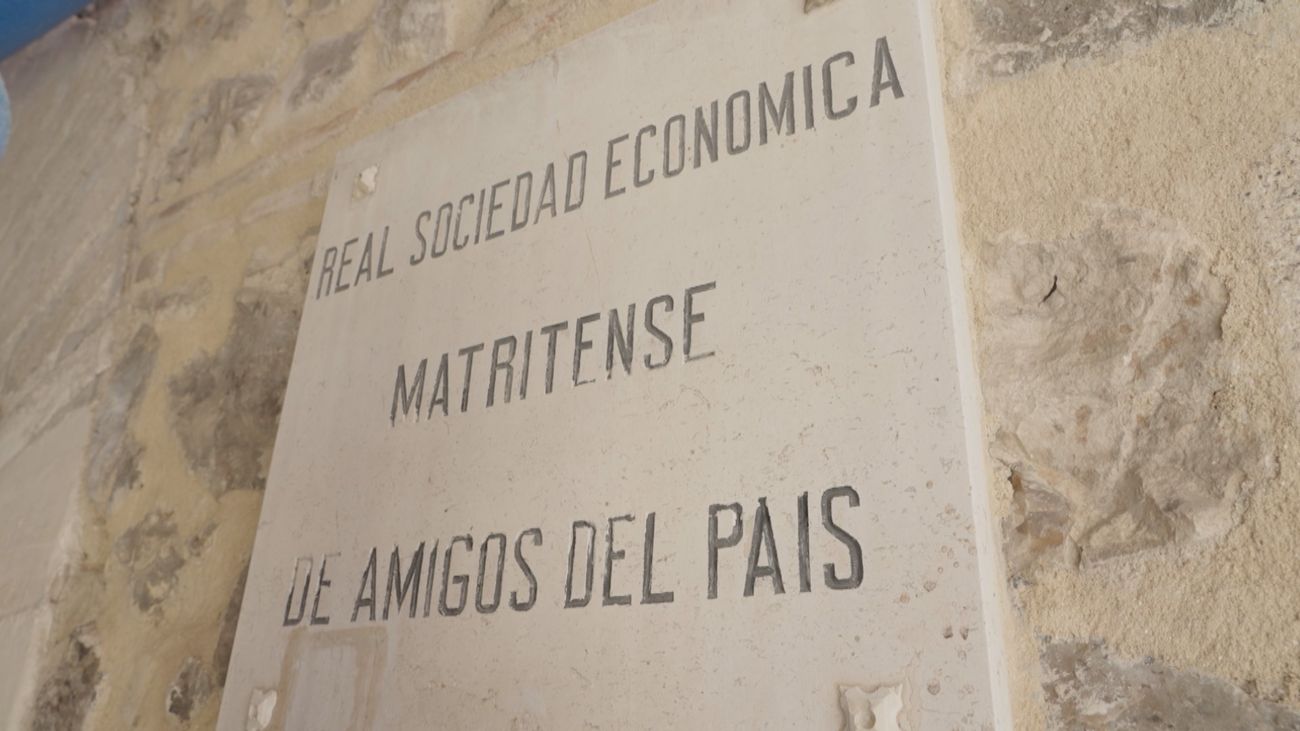 REAL SOCIEDAD ECONOMICA
MATRITENSE
DE AMIGOS DEL PAIS